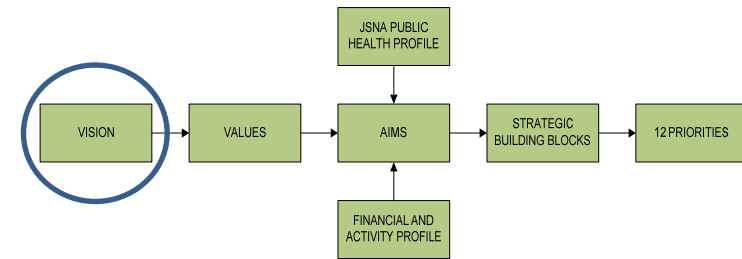 JSNA PUBLIC
HEALTH PROFILE
VISION
VALUES
AIMS
STRATEGIC
BUILDING BLOCKS
12 PRIORITIES
FINANCIAL AND
ACTIVITY PROFILE